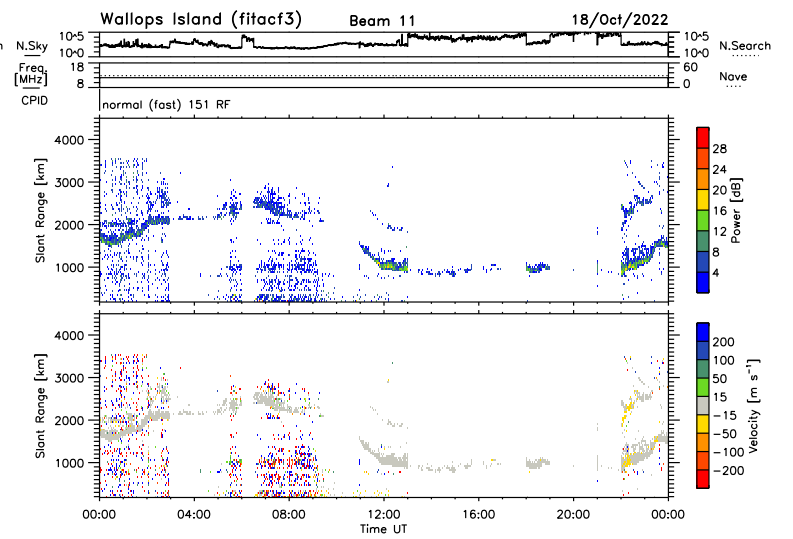 Wallops Island (fitacf3) Beam 11 18/Oct/2022
N.Sky 10^5 10^0 10^5 10^0 N.Search
Freq. [MHz] 18 8 60 0 Nave
CPID normal (fast) 151 RF
Slant Range [km]
4000
3000
2000
1000
28
24
20
16
12
8
4
Power [dB]
Slant Range [km]
4000
3000
2000
1000
200
100
50
15
−15
−50
−100
−200
Velocity [m s⁻¹]
00:00 04:00 08:00 12:00 16:00 20:00 00:00
Time UT